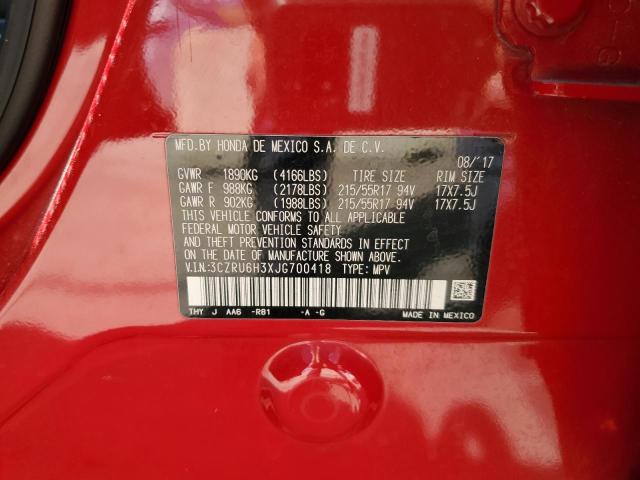 MFD.BY HONDA DE MEXICO S.A. DE C.V.
08/'17
GVWR 1890KG (4166LBS) TIRE SIZE RIM SIZE
GAWR F 988KG (2178LBS) 215/55R17 94V 17X7.5J
GAWR R 902KG (1988LBS) 215/55R17 94V 17X7.5J
THIS VEHICLE CONFORMS TO ALL APPLICABLE
FEDERAL MOTOR VEHICLE SAFETY
AND THEFT PREVENTION STANDARDS IN EFFECT
ON THE DATE OF MANUFACTURE SHOWN ABOVE.
V.I.N:3CZRU6H3XJG700418 TYPE: MPV
THY J AA6 -R81 -A -G MADE IN MEXICO